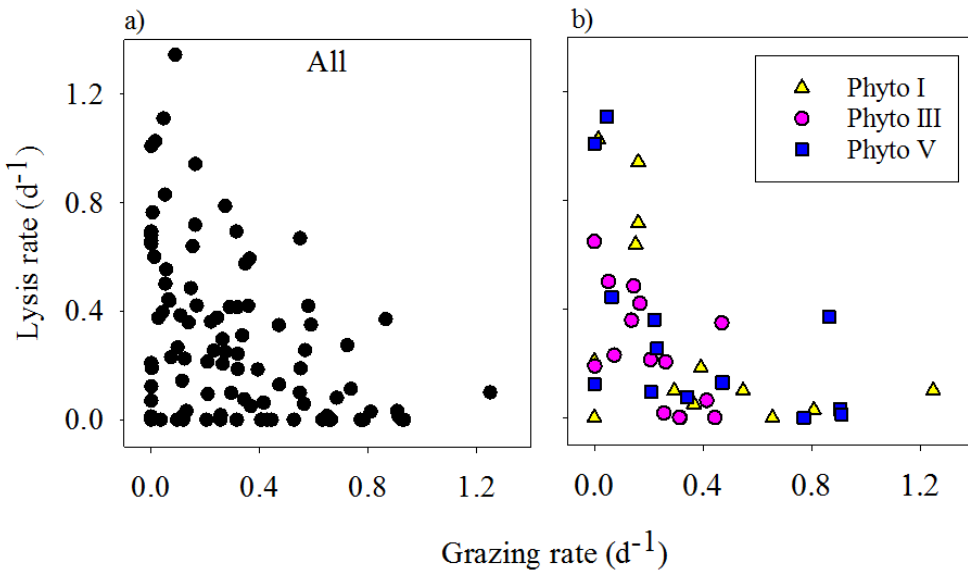 a)
All
Lysis rate (d⁻¹)
1.2
0.8
0.4
0.0
0.0 0.4 0.8 1.2
b)
Phyto I
Phyto III
Phyto V
0.0 0.4 0.8 1.2
Grazing rate (d⁻¹)